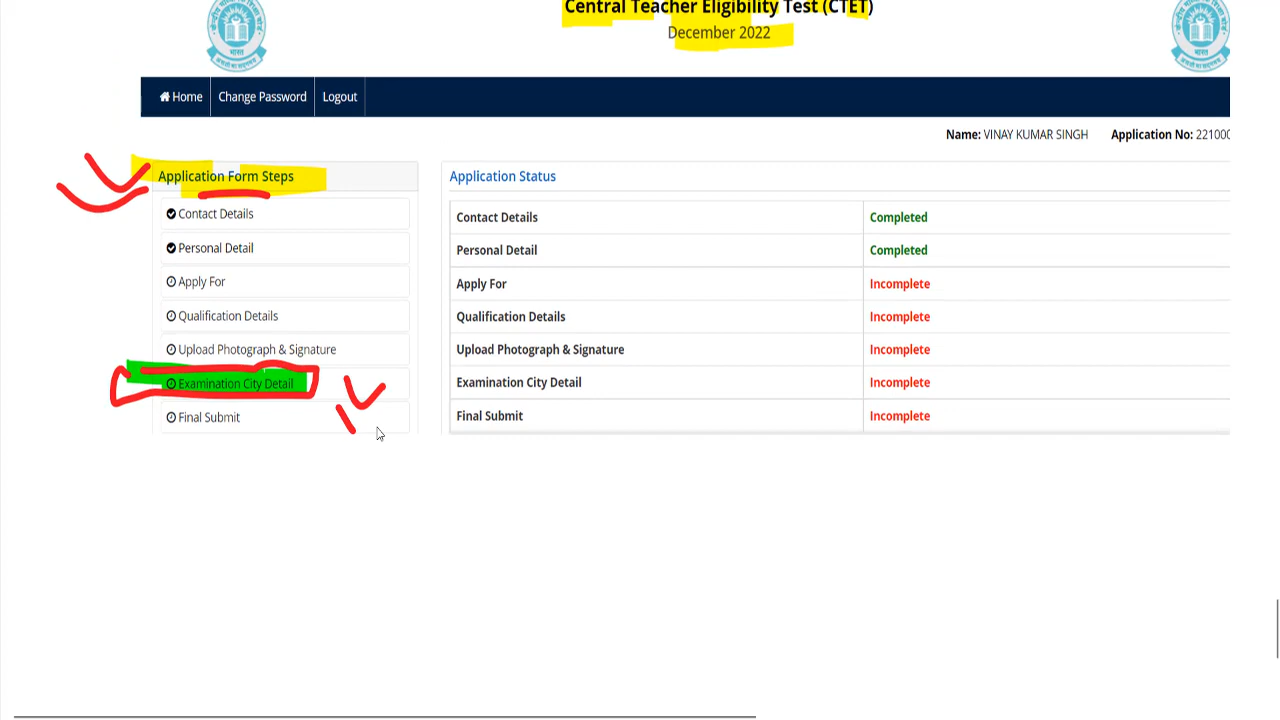 Central Teacher Eligibility Test (CTET)
December 2022
भारत
Home Change Password Logout
Name: VINAY KUMAR SINGH Application No: 221000
Application Form Steps
Contact Details
Personal Detail
Apply For
Qualification Details
Upload Photograph & Signature
Examination City Detail
Final Submit
Application Status
Contact Details Completed
Personal Detail Completed
Apply For Incomplete
Qualification Details Incomplete
Upload Photograph & Signature Incomplete
Examination City Detail Incomplete
Final Submit Incomplete